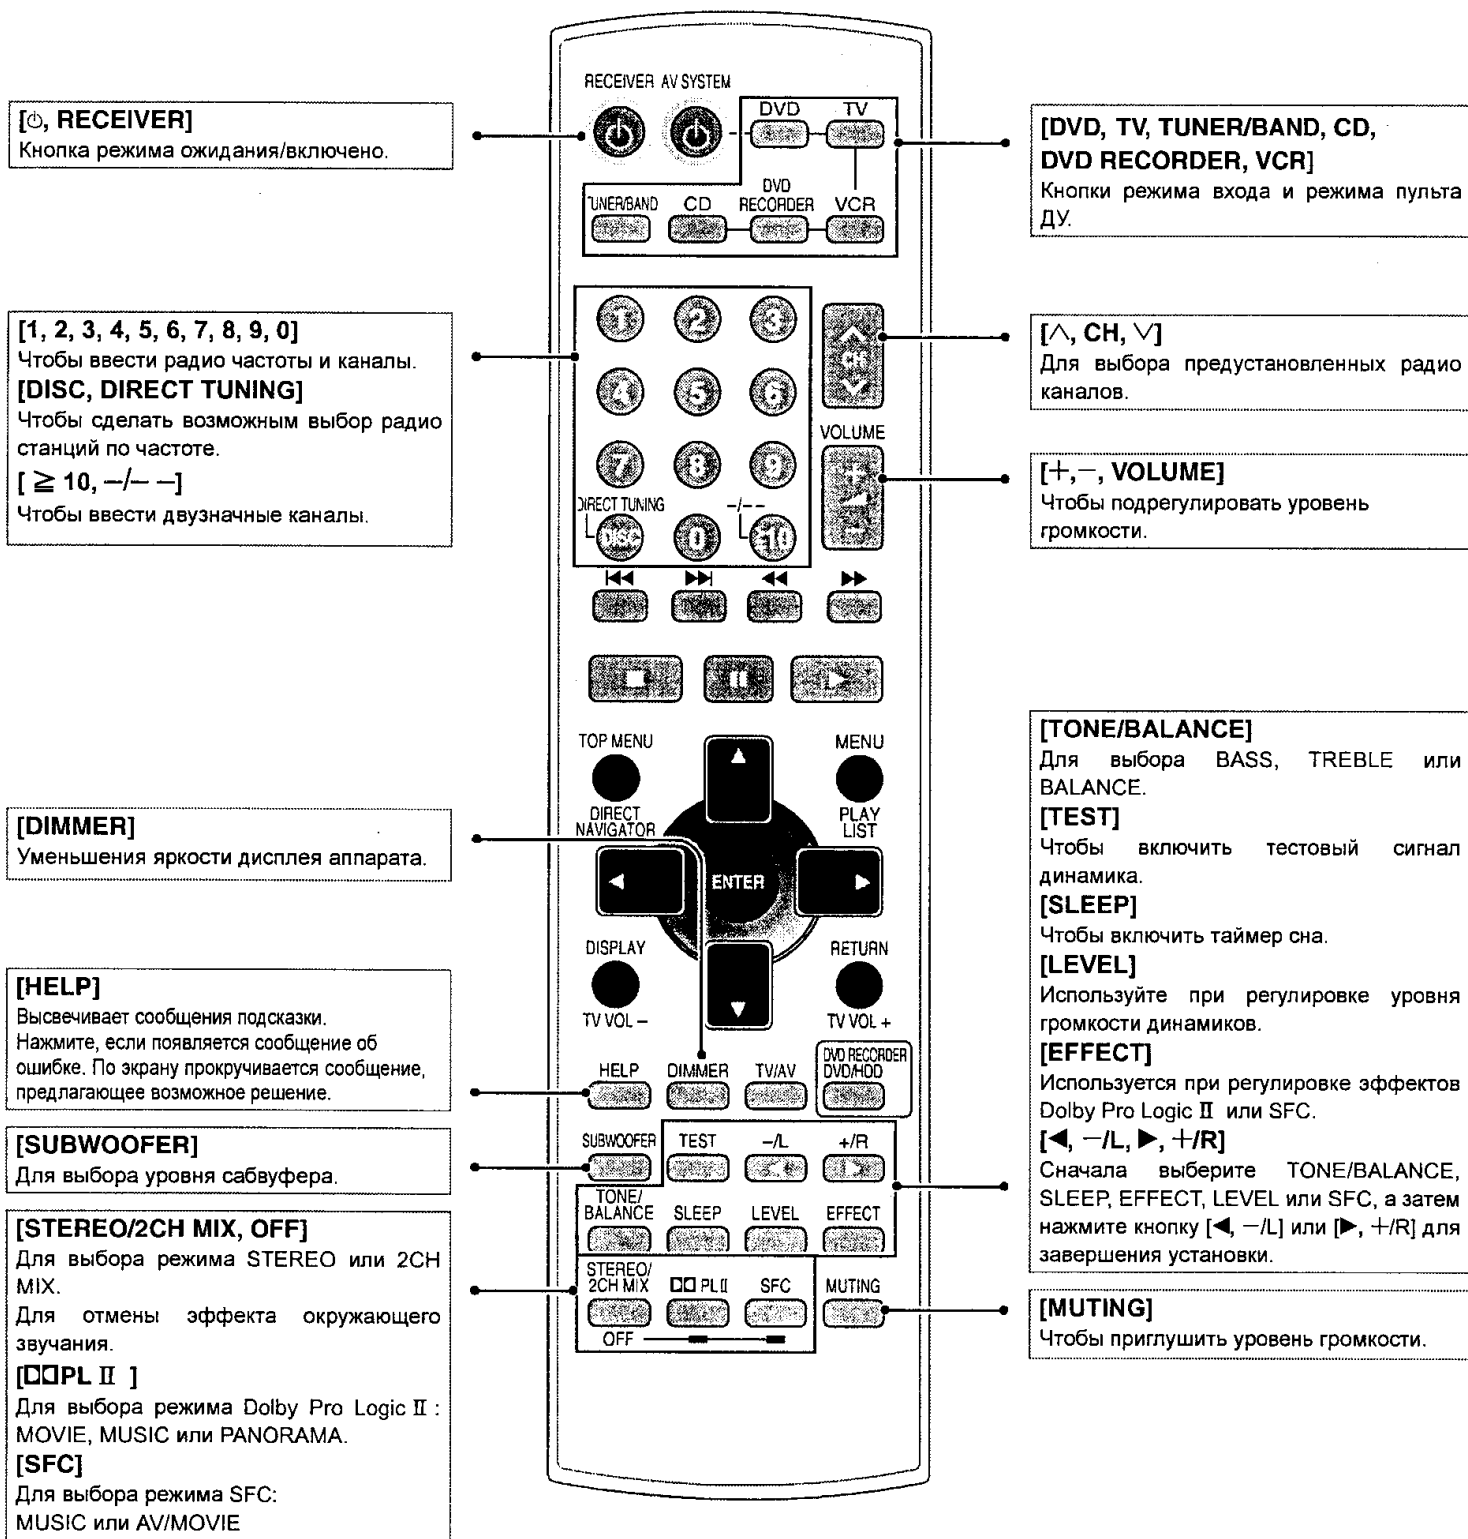 [⏻, RECEIVER]
Кнопка режима ожидания/включено.
[1, 2, 3, 4, 5, 6, 7, 8, 9, 0]
Чтобы ввести радио частоты и каналы.
[DISC, DIRECT TUNING]
Чтобы сделать возможным выбор радио
станций по частоте.
[ ≧ 10, –/– –]
Чтобы ввести двузначные каналы.
[DIMMER]
Уменьшения яркости дисплея аппарата.
[HELP]
Высвечивает сообщения подсказки.
Нажмите, если появляется сообщение об
ошибке. По экрану прокручивается сообщение,
предлагающее возможное решение.
[SUBWOOFER]
Для выбора уровня сабвуфера.
[STEREO/2CH MIX, OFF]
Для выбора режима STEREO или 2CH
MIX.
Для отмены эффекта окружающего
звучания.
[PL II ]
Для выбора режима Dolby Pro Logic II :
MOVIE, MUSIC или PANORAMA.
[SFC]
Для выбора режима SFC:
MUSIC или AV/MOVIE
RECEIVER AV SYSTEM
DVD TV
TUNER/BAND CD DVD RECORDER VCR
1 2 3
CH
4 5 6
VOLUME
7 8 9
+
DIRECT TUNING -/--
DISC 0 ≧10
−
TOP MENU MENU
DIRECT NAVIGATOR PLAY LIST
ENTER
DISPLAY RETURN
TV VOL – TV VOL +
HELP DIMMER TV/AV DVD RECORDER DVD/HDD
SUBWOOFER TEST –/L +/R
TONE/ BALANCE SLEEP LEVEL EFFECT
STEREO/ 2CH MIX PL II SFC MUTING
OFF
[DVD, TV, TUNER/BAND, CD,
DVD RECORDER, VCR]
Кнопки режима входа и режима пульта
ДУ.
[∧, CH, ∨]
Для выбора предустановленных радио
каналов.
[+,–, VOLUME]
Чтобы подрегулировать уровень
громкости.
[TONE/BALANCE]
Для выбора BASS, TREBLE или
BALANCE.
[TEST]
Чтобы включить тестовый сигнал
динамика.
[SLEEP]
Чтобы включить таймер сна.
[LEVEL]
Используйте при регулировке уровня
громкости динамиков.
[EFFECT]
Используется при регулировке эффектов
Dolby Pro Logic II или SFC.
[◀, –/L, ▶, +/R]
Сначала выберите TONE/BALANCE,
SLEEP, EFFECT, LEVEL или SFC, а затем
нажмите кнопку [◀, –/L] или [▶, +/R] для
завершения установки.
[MUTING]
Чтобы приглушить уровень громкости.